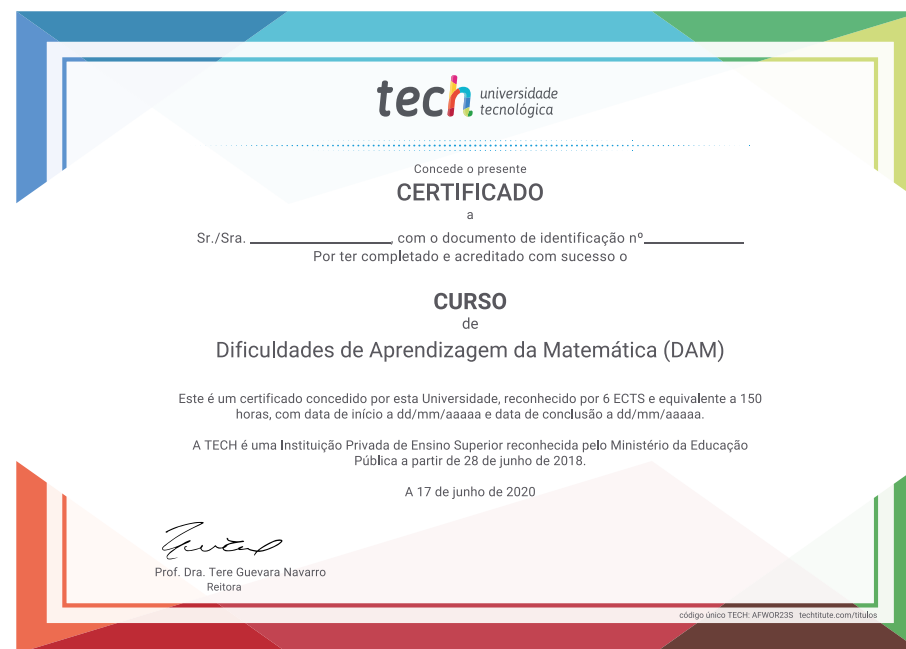 tech universidade
tecnológica
Concede o presente
CERTIFICADO
a
Sr./Sra. ____________________, com o documento de identificação nº______________
Por ter completado e acreditado com sucesso o
CURSO
de
Dificuldades de Aprendizagem da Matemática (DAM)
Este é um certificado concedido por esta Universidade, reconhecido por 6 ECTS e equivalente a 150
horas, com data de início a dd/mm/aaaaa e data de conclusão a dd/mm/aaaaa.
A TECH é uma Instituição Privada de Ensino Superior reconhecida pelo Ministério da Educação
Pública a partir de 28 de junho de 2018.
A 17 de junho de 2020
Prof. Dra. Tere Guevara Navarro
Reitora
código único TECH: AFWOR23S techtitute.com/titulos